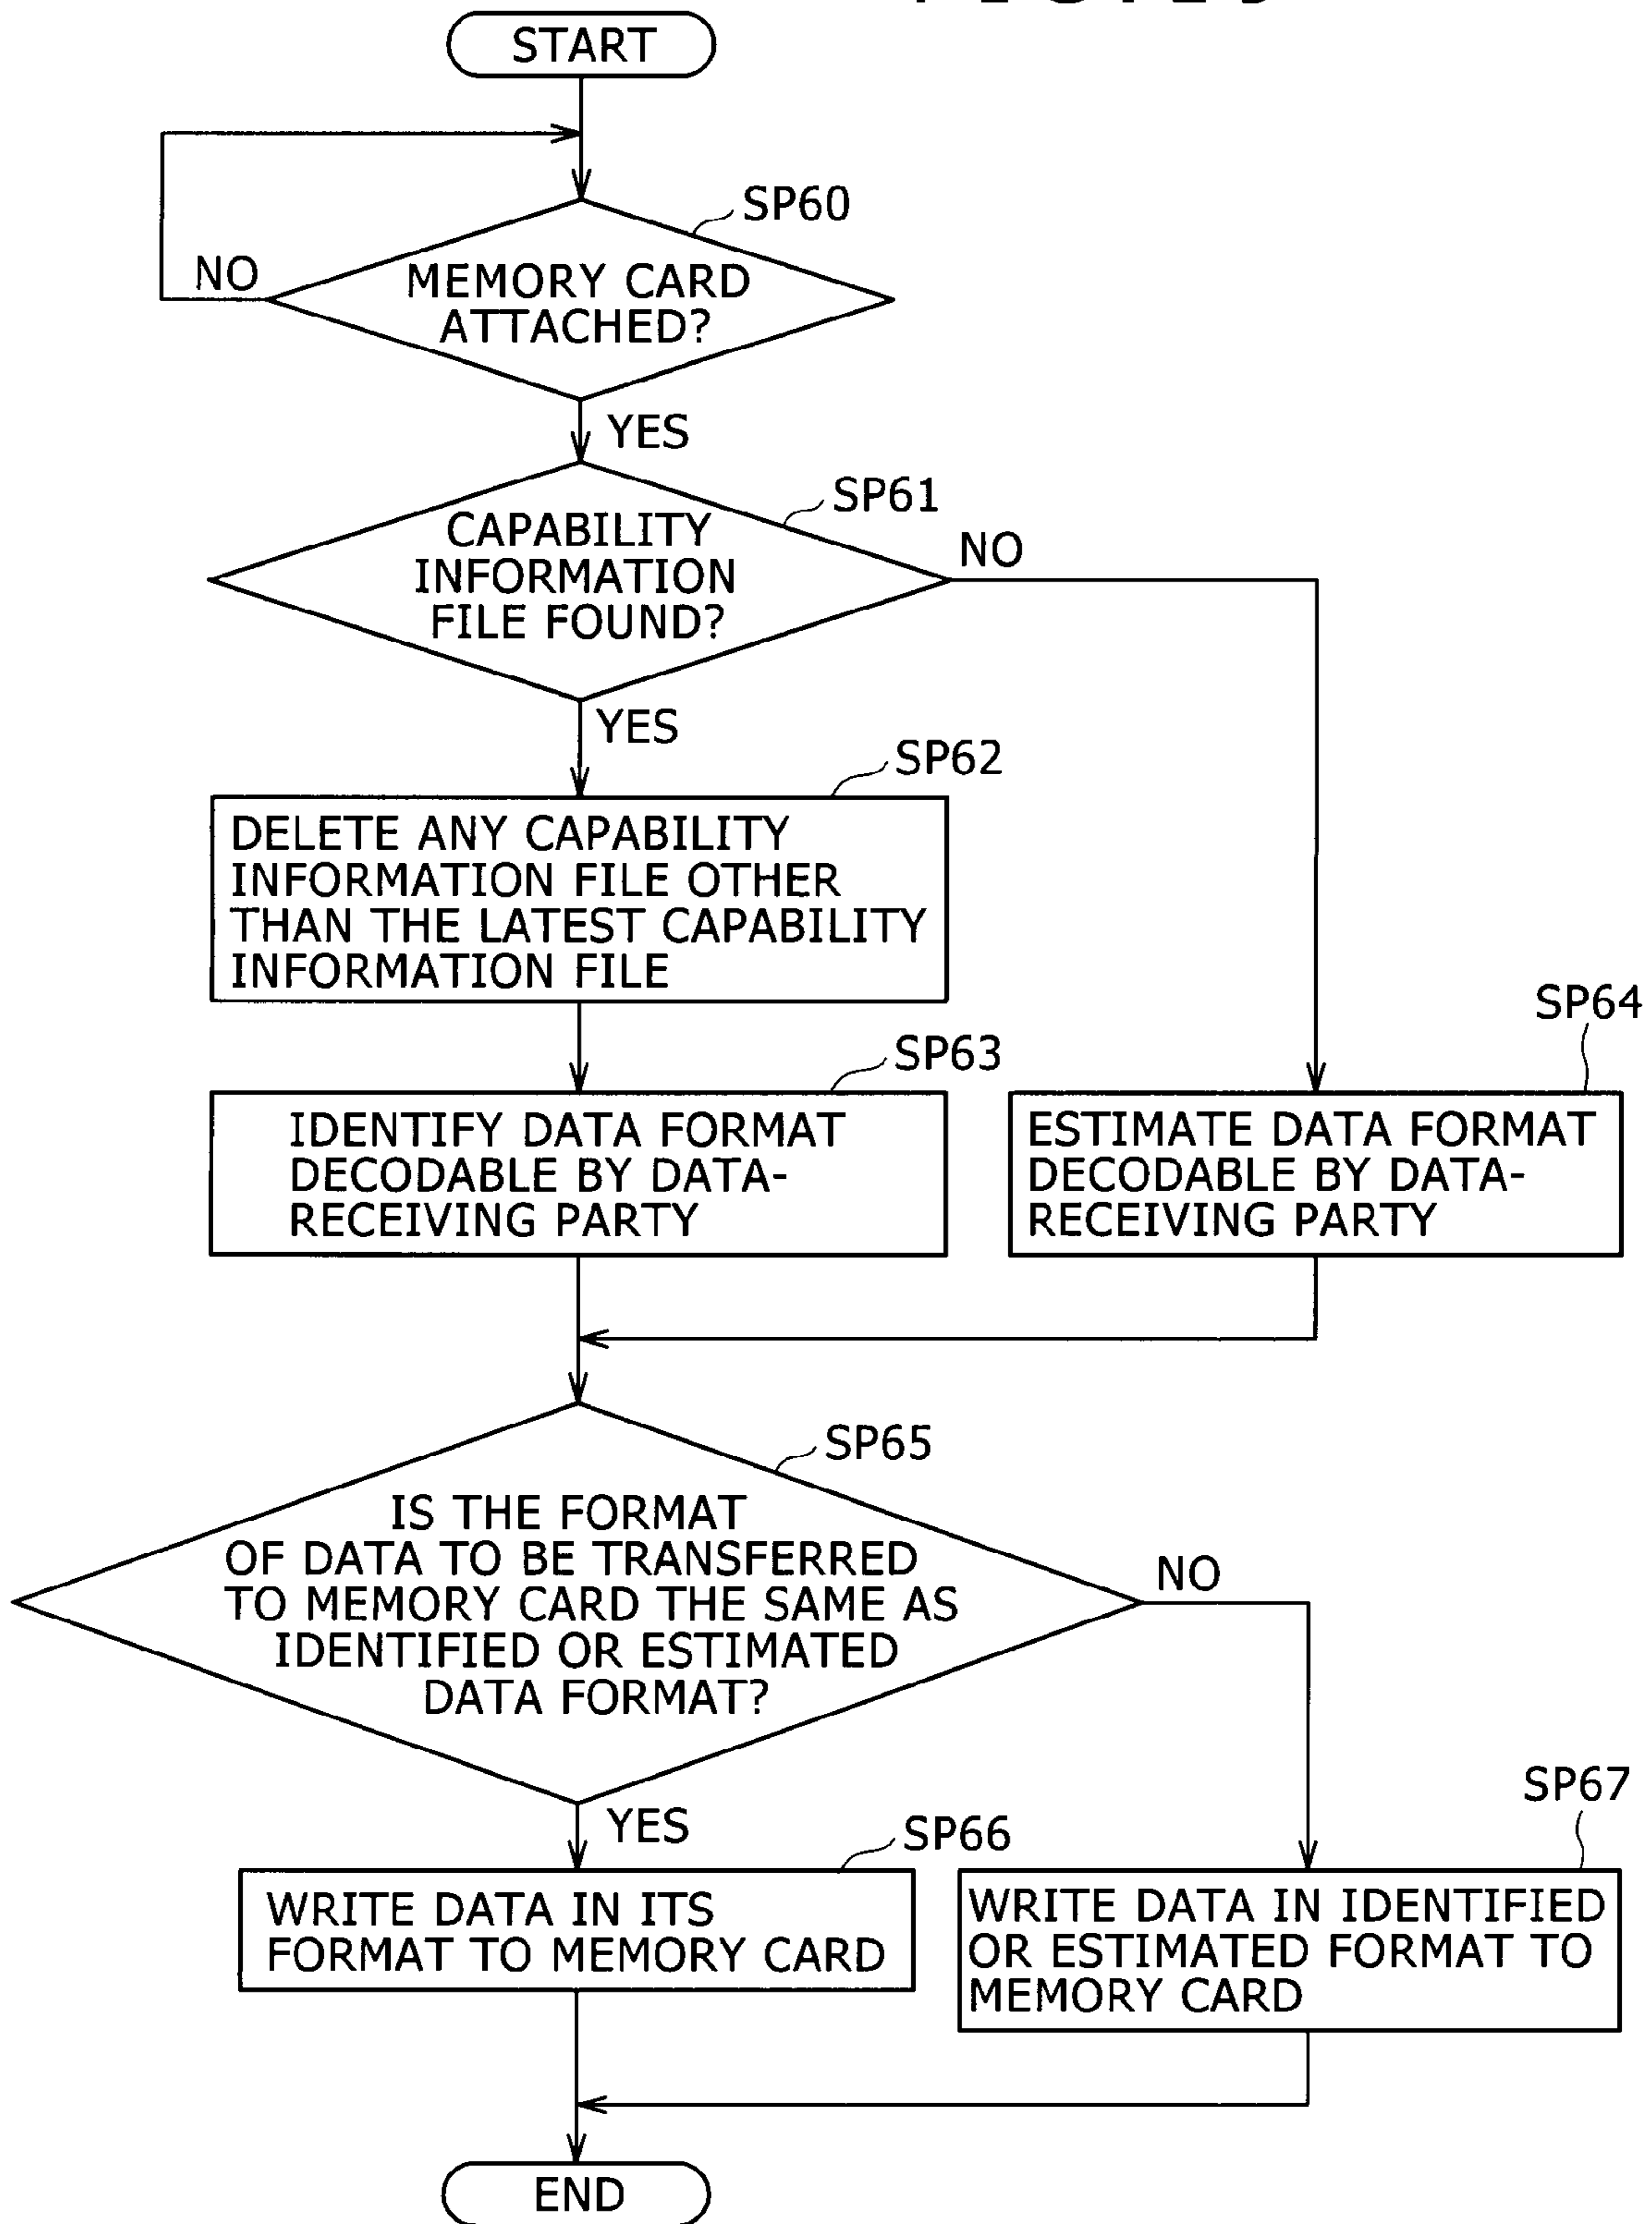 START
SP60
NO
MEMORY CARD
ATTACHED?
YES
SP61
CAPABILITY
INFORMATION
FILE FOUND?
NO
YES
SP62
DELETE ANY CAPABILITY
INFORMATION FILE OTHER
THAN THE LATEST CAPABILITY
INFORMATION FILE
SP63
IDENTIFY DATA FORMAT
DECODABLE BY DATA-
RECEIVING PARTY
SP64
ESTIMATE DATA FORMAT
DECODABLE BY DATA-
RECEIVING PARTY
SP65
IS THE FORMAT
OF DATA TO BE TRANSFERRED
TO MEMORY CARD THE SAME AS
IDENTIFIED OR ESTIMATED
DATA FORMAT?
NO
YES
SP66
WRITE DATA IN ITS
FORMAT TO MEMORY CARD
SP67
WRITE DATA IN IDENTIFIED
OR ESTIMATED FORMAT TO
MEMORY CARD
END